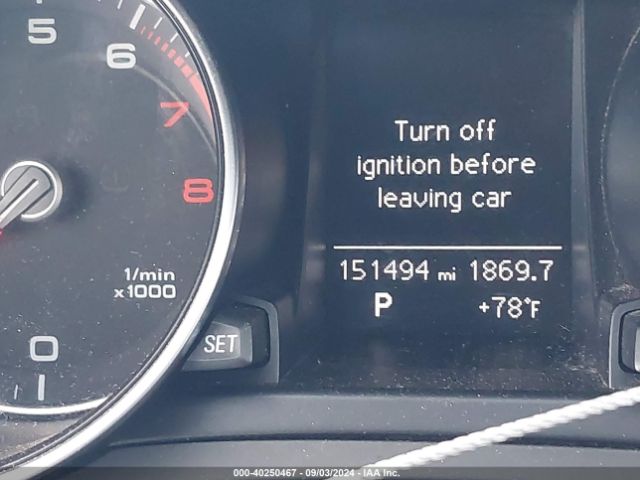 5
6
7
8
1/min
x1000
0
SET
Turn off
ignition before
leaving car
151494 mi 1869.7
P +78°F
000-40250467 - 09/03/2024 - IAA Inc.